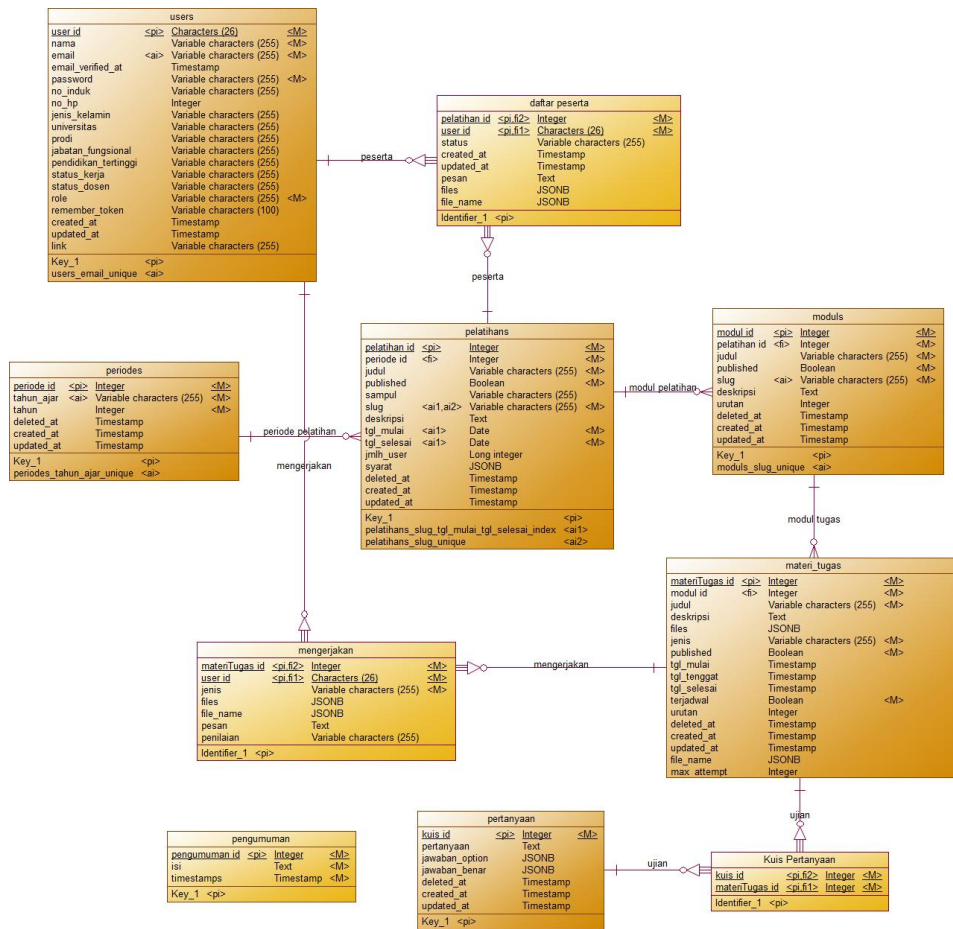 users
user id <pi> Characters (26) <M>
nama Variable characters (255) <M>
email <ai> Variable characters (255) <M>
email_verified_at Timestamp
password Variable characters (255) <M>
no_induk Variable characters (255)
no_hp Integer
jenis_kelamin Variable characters (255)
universitas Variable characters (255)
prodi Variable characters (255)
jabatan_fungsional Variable characters (255)
pendidikan_tertinggi Variable characters (255)
status_kerja Variable characters (255)
status_dosen Variable characters (255)
role Variable characters (255) <M>
remember_token Variable characters (100)
created_at Timestamp
updated_at Timestamp
link Variable characters (255)
Key_1 <pi>
users_email_unique <ai>
peserta
daftar peserta
pelatihan id <pi,fi2> Integer <M>
user id <pi,fi1> Characters (26) <M>
status Variable characters (255)
created_at Timestamp
updated_at Timestamp
pesan Text
files JSONB
file_name JSONB
Identifier_1 <pi>
peserta
periodes
periode id <pi> Integer <M>
tahun_ajar <ai> Variable characters (255) <M>
tahun Integer <M>
deleted_at Timestamp
created_at Timestamp
updated_at Timestamp
Key_1 <pi>
periodes_tahun_ajar_unique <ai>
periode pelatihan
mengerjakan
pelatihans
pelatihan id <pi> Integer <M>
periode id <fi> Integer <M>
judul Variable characters (255) <M>
published Boolean <M>
sampul Variable characters (255)
slug <ai1,ai2> Variable characters (255) <M>
deskripsi Text
tgl_mulai <ai1> Date <M>
tgl_selesai <ai1> Date <M>
jmlh_user Long integer
syarat JSONB
deleted_at Timestamp
created_at Timestamp
updated_at Timestamp
Key_1 <pi>
pelatihans_slug_tgl_mulai_tgl_selesai_index <ai1>
pelatihans_slug_unique <ai2>
modul pelatihan
moduls
modul id <pi> Integer <M>
pelatihan id <fi> Integer <M>
judul Variable characters (255) <M>
published Boolean <M>
slug <ai> Variable characters (255) <M>
deskripsi Text
urutan Integer
deleted_at Timestamp
created_at Timestamp
updated_at Timestamp
Key_1 <pi>
moduls_slug_unique <ai>
modul tugas
materi_tugas
materiTugas id <pi> Integer <M>
modul id <fi> Integer <M>
judul Variable characters (255) <M>
deskripsi Text
files JSONB
jenis Variable characters (255) <M>
published Boolean <M>
tgl_mulai Timestamp
tgl_tenggat Timestamp
tgl_selesai Timestamp
terjadwal Boolean <M>
urutan Integer
deleted_at Timestamp
created_at Timestamp
updated_at Timestamp
file_name JSONB
max_attempt Integer
mengerjakan
mengerjakan
materiTugas id <pi,fi2> Integer <M>
user id <pi,fi1> Characters (26) <M>
jenis Variable characters (255) <M>
files JSONB
file_name JSONB
pesan Text
penilaian Variable characters (255)
Identifier_1 <pi>
ujian
pengumuman
pengumuman id <pi> Integer <M>
isi Text <M>
timestamps Timestamp <M>
Key_1 <pi>
pertanyaan
kuis id <pi> Integer <M>
pertanyaan Text
jawaban_option JSONB
jawaban_benar JSONB
deleted_at Timestamp
created_at Timestamp
updated_at Timestamp
Key_1 <pi>
ujian
Kuis Pertanyaan
kuis id <pi,fi2> Integer <M>
materiTugas id <pi,fi1> Integer <M>
Identifier_1 <pi>